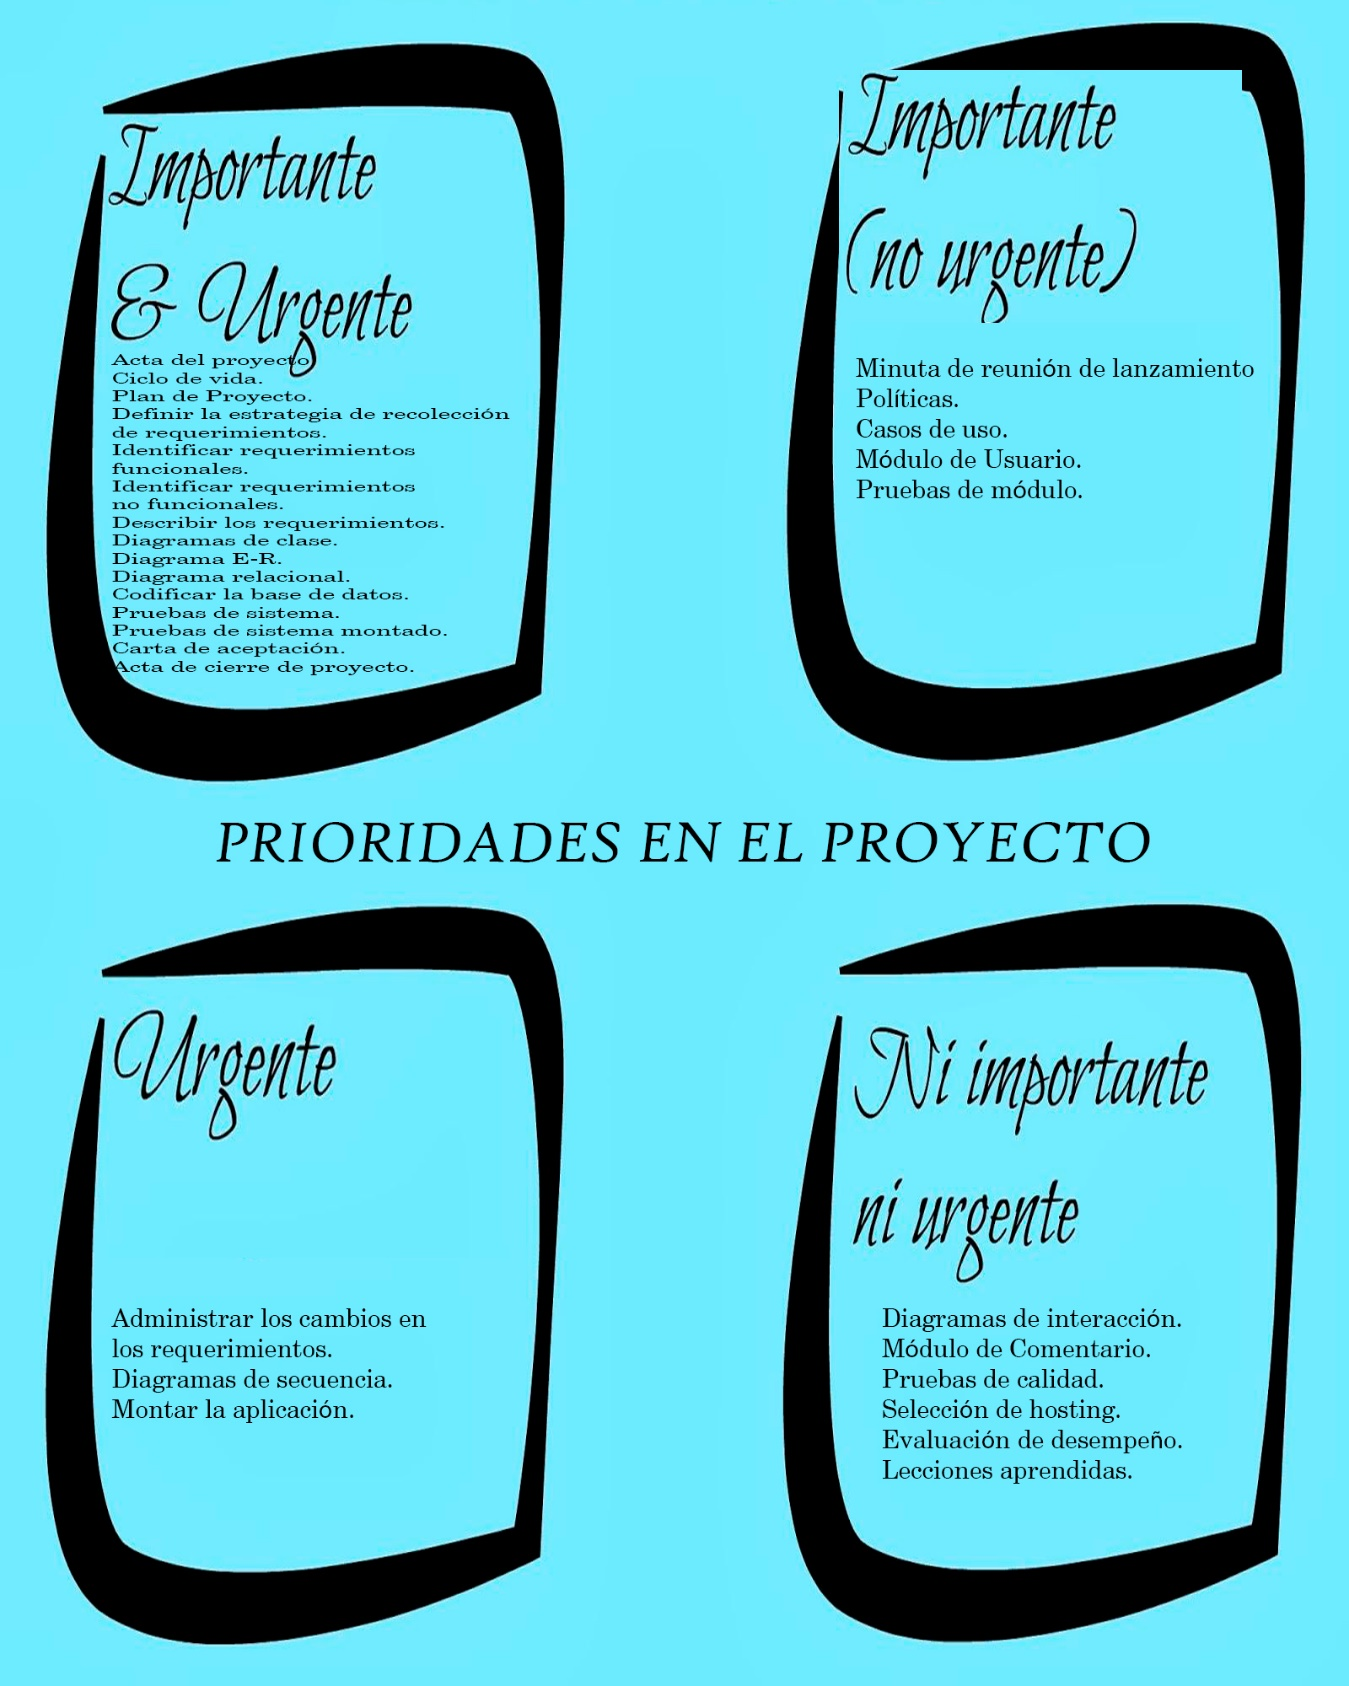 Importante
& Urgente
Acta del proyecto.
Ciclo de vida.
Plan de Proyecto.
Definir la estrategia de recolección
de requerimientos.
Identificar requerimientos
funcionales.
Identificar requerimientos
no funcionales.
Describir los requerimientos.
Diagramas de clase.
Diagrama E-R.
Diagrama relacional.
Codificar la base de datos.
Pruebas de sistema.
Pruebas de sistema montado.
Carta de aceptación.
Acta de cierre de proyecto.
Importante
(no urgente)
Minuta de reunión de lanzamiento
Políticas.
Casos de uso.
Módulo de Usuario.
Pruebas de módulo.
PRIORIDADES EN EL PROYECTO
Urgente
Administrar los cambios en
los requerimientos.
Diagramas de secuencia.
Montar la aplicación.
Ni importante
ni urgente
Diagramas de interacción.
Módulo de Comentario.
Pruebas de calidad.
Selección de hosting.
Evaluación de desempeño.
Lecciones aprendidas.